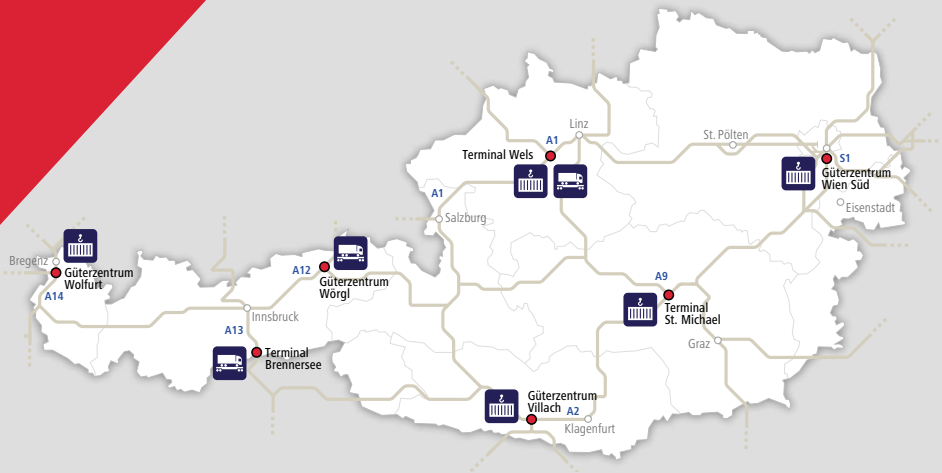 Linz
A1
St. Pölten
Terminal Wels
S1
Güterzentrum
Wien Süd
A1
Eisenstadt
Salzburg
Bregenz
Güterzentrum
Wolfurt
A14
A12
Güterzentrum
Wörgl
A9
Terminal
St. Michael
Innsbruck
A13
Terminal
Brennersee
Graz
Güterzentrum
Villach
A2
Klagenfurt